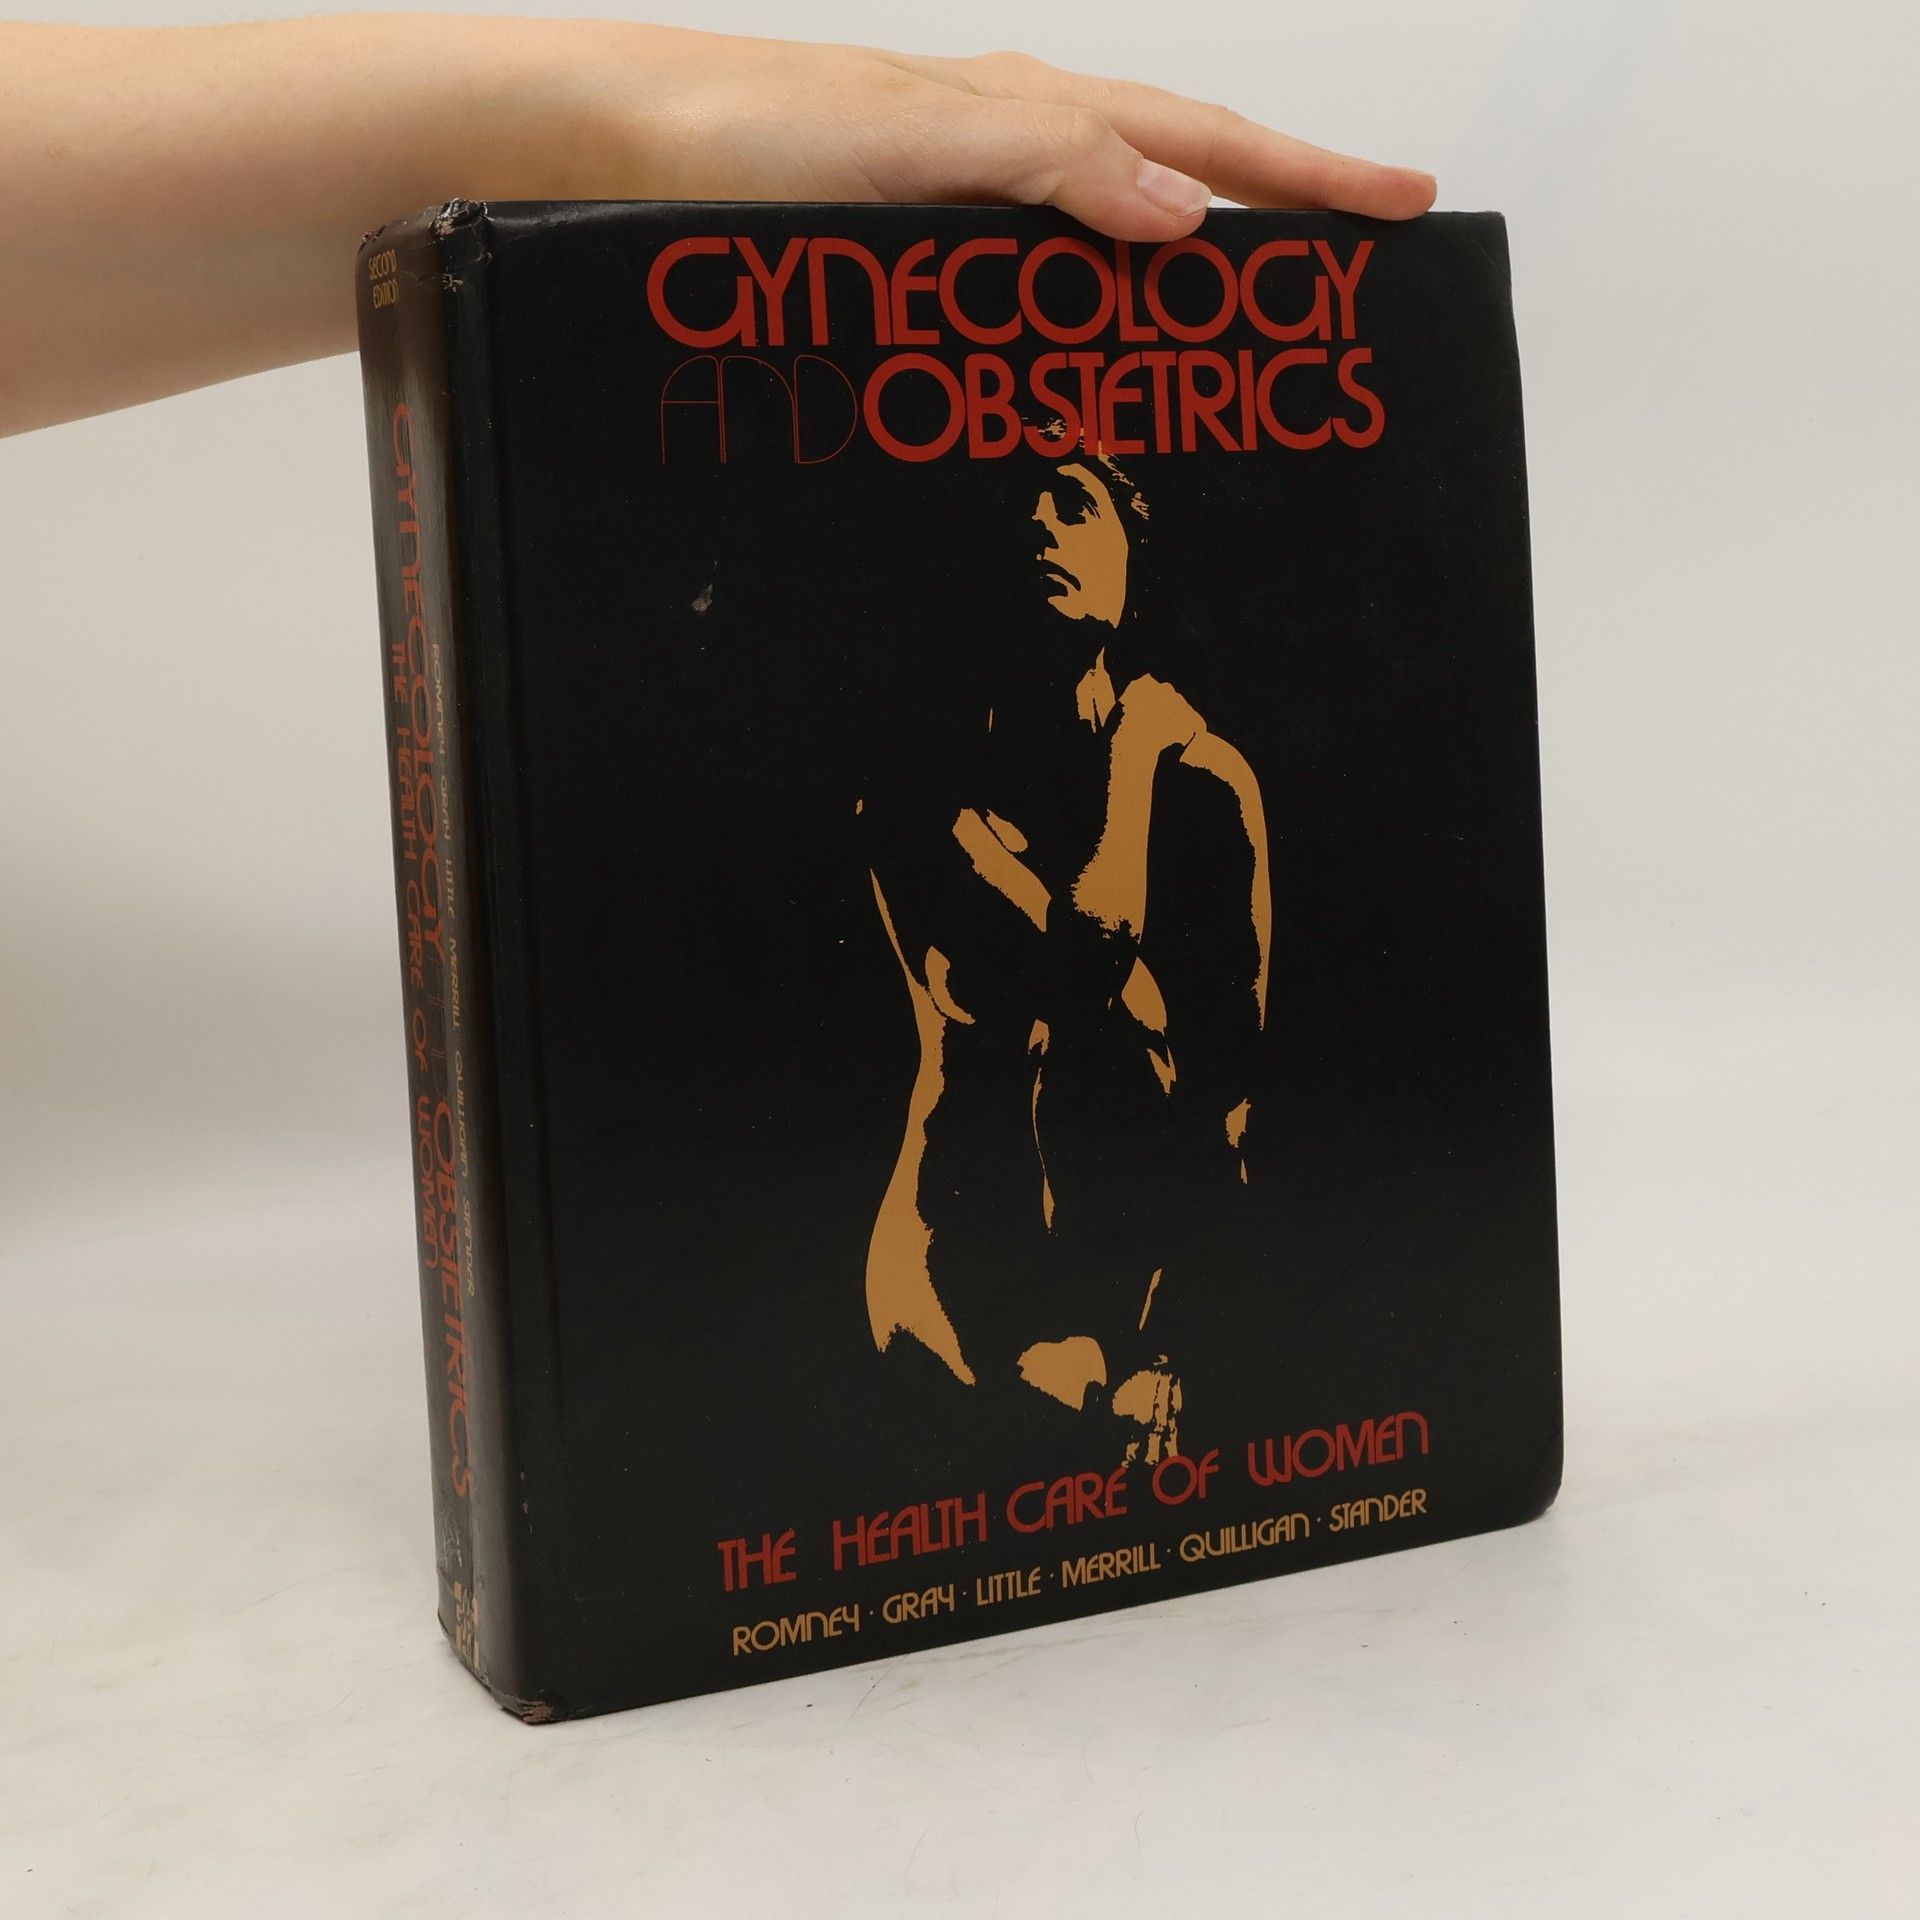 SECOND
EDITION
GYNECOLOGY AND OBSTETRICS
THE HEALTH CARE OF WOMEN
ROMNEY GRAY LITTLE MERRILL QUILLIGAN STANDER
GYNECOLOGY
AND OBSTETRICS
THE HEALTH CARE OF WOMEN
ROMNEY · GRAY · LITTLE · MERRILL · QUILLIGAN · STANDER